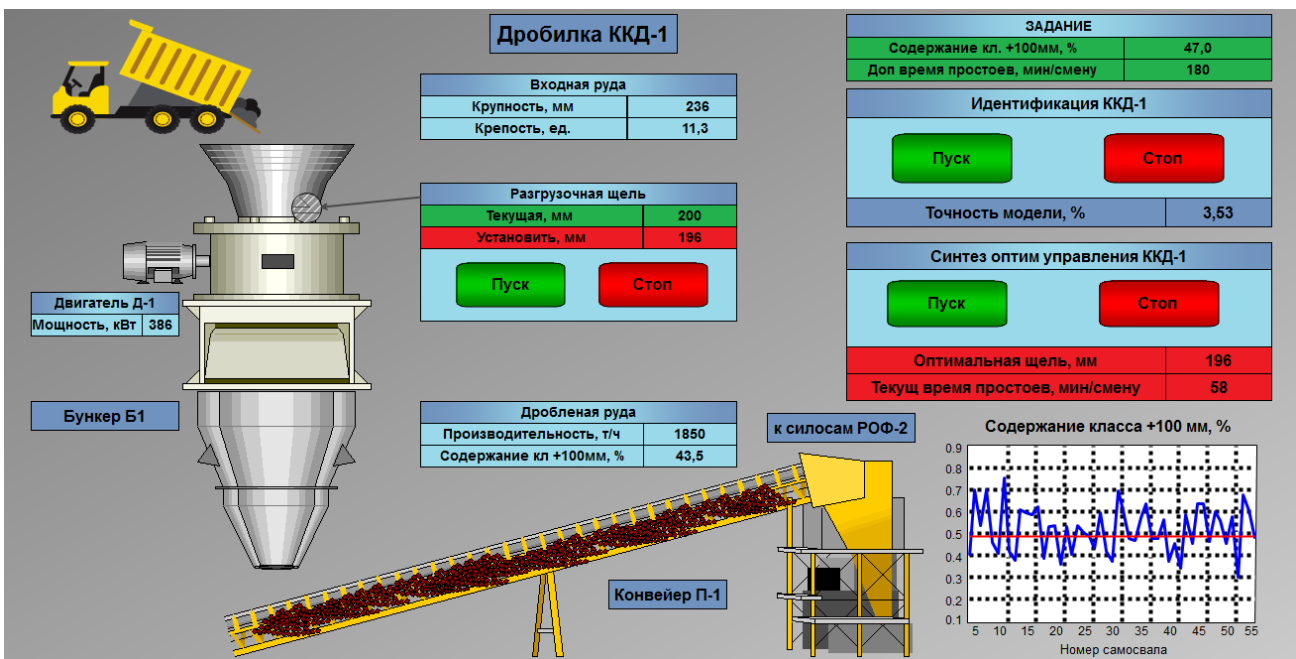 Дробилка ККД-1
Входная руда
Крупность, мм 236
Крепость, ед. 11,3
Разгрузочная щель
Текущая, мм 200
Установить, мм 196
Пуск Стоп
Двигатель Д-1
Мощность, кВт 386
Бункер Б1
Дробленая руда
Производительность, т/ч 1850
Содержание кл +100мм, % 43,5
к силосам РОФ-2
Конвейер П-1
ЗАДАНИЕ
Содержание кл. +100мм, % 47,0
Доп время простоев, мин/смену 180
Идентификация ККД-1
Пуск Стоп
Точность модели, % 3,53
Синтез оптим управления ККД-1
Пуск Стоп
Оптимальная щель, мм 196
Текущ время простоев, мин/смену 58
Содержание класса +100 мм, %
0.9
0.8
0.7
0.6
0.5
0.4
0.3
0.2
0.1
5 10 15 20 25 30 35 40 45 50 55
Номер самосвала